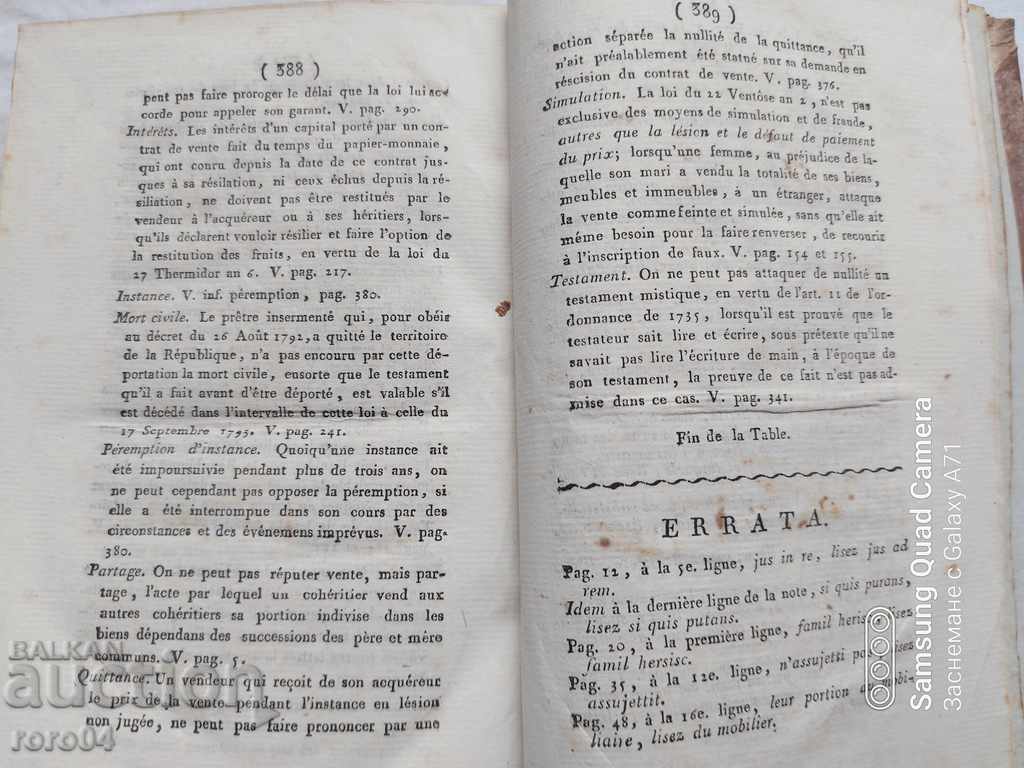 ( 388 )
peut pas faire proroger le délai que la loi lui ac
corde pour appeler son garant. V. pag. 290.
Intérêts. Les intérêts d'un capital porté par un con-
trat de vente fait du temps du papier-monnaie,
qui ont couru depuis la date de ce contrat jus-
ques à sa résilation, ni ceux échus depuis la ré-
siliation, ne doivent pas être restitués par le
vendeur à l'acquéreur ou à ses héritiers, lors-
qu'ils déclarent vouloir résilier et faire l'option de
la restitution des fruits, en vertu de la loi du
27 Thermidor an 6. V. pag. 217.
Instance. V. inf. péremption, pag. 380.
Mort civile. Le prêtre insermenté qui, pour obéir
au décret du 26 Août 1792, a quitté le territoire
de la République, n'a pas encouru par cette dé-
portation la mort civile, ensorte que le testament
qu'il a fait avant d'être déporté, est valable s'il
est décédé dans l'intervalle de cette loi à celle du
17 Septembre 1793. V. pag. 241.
Péremption d'instance. Quoiqu'une instance ait
été impoursuivie pendant plus de trois ans, on
ne peut cependant pas opposer la péremption, si
elle a été interrompue dans son cours par des
circonstances et des événemens imprévus. V. pag.
380.
Partage. On ne peut pas réputer vente, mais par-
tage, l'acte par lequel un cohéritier vend aux
autres cohéritiers sa portion indivise dans les
biens dépendans des successions des père et mère
communs. V. pag. 5.
Quittance. Un vendeur qui reçoit de son acquéreur
le prix de la vente pendant l'instance en lésion
non jugée, ne peut pas faire prononcer par une
( 389 )
action séparée la nullité de la quittance, qu'il
n'ait préalablement été statué sur sa demande en
réscision du contrat de vente. V. pag. 376.
Simulation. La loi du 22 Ventôse an 2, n'est pas
exclusive des moyens de simulation et de fraude,
autres que la lésion et le défaut de paiement
du prix; lorsqu'une femme, au préjudice de la-
quelle son mari a vendu la totalité de ses biens,
meubles et immeubles, à un étranger, attaque
la vente comme feinte et simulée, sans qu'elle ait
même besoin pour la faire renverser, de recourir
à l'inscription de faux. V. pag. 154 et 155.
Testament. On ne peut pas attaquer de nullité un
testament mistique, en vertu de l'art. 11 de l'or-
donnance de 1735, lorsqu'il est prouvé que le
testateur sait lire et écrire, sous prétexte qu'il ne
savait pas lire l'écriture de main, à l'époque de
son testament, la preuve de ce fait n'est pas ad-
mise dans ce cas. V. pag. 341.
Fin de la Table.
ERRATA.
Pag. 12, à la 5e. ligne, jus in re, lisez jus ad
rem.
Idem à la dernière ligne de la note, si quis purans,
lisez si quis putans.
Pag. 20, à la première ligne, famil heris, lisez
famil hersisc.
Pag. 35, à la 12e. ligne, n'assujetti pas, lisez
assujettit.
Pag. 48, à la 16e. ligne, leur portion de mobi-
liaire, lisez du mobilier.
BALKAN
auction
roro04
Samsung Quad Camera
Заснемане с Galaxy A71